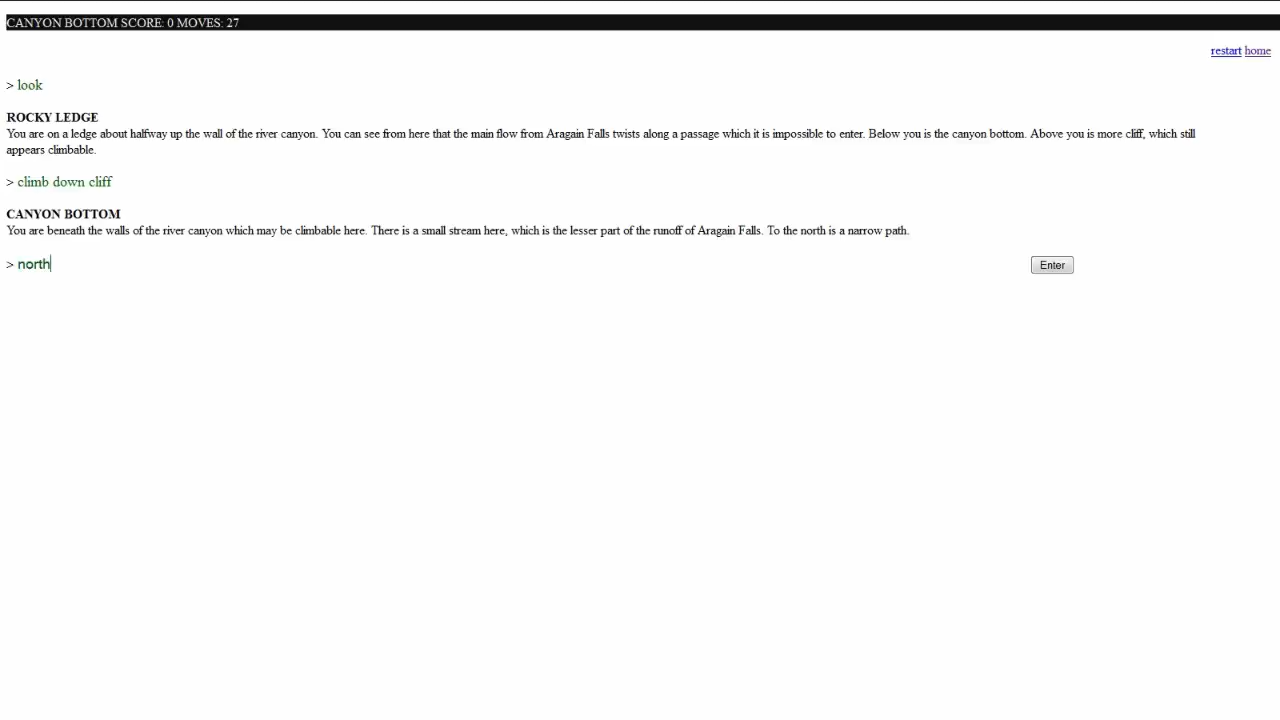 CANYON BOTTOM SCORE: 0 MOVES: 27
restart home
> look
ROCKY LEDGE
You are on a ledge about halfway up the wall of the river canyon. You can see from here that the main flow from Aragain Falls twists along a passage which it is impossible to enter. Below you is the canyon bottom. Above you is more cliff, which still
appears climbable.
> climb down cliff
CANYON BOTTOM
You are beneath the walls of the river canyon which may be climbable here. There is a small stream here, which is the lesser part of the runoff of Aragain Falls. To the north is a narrow path.
> north
Enter